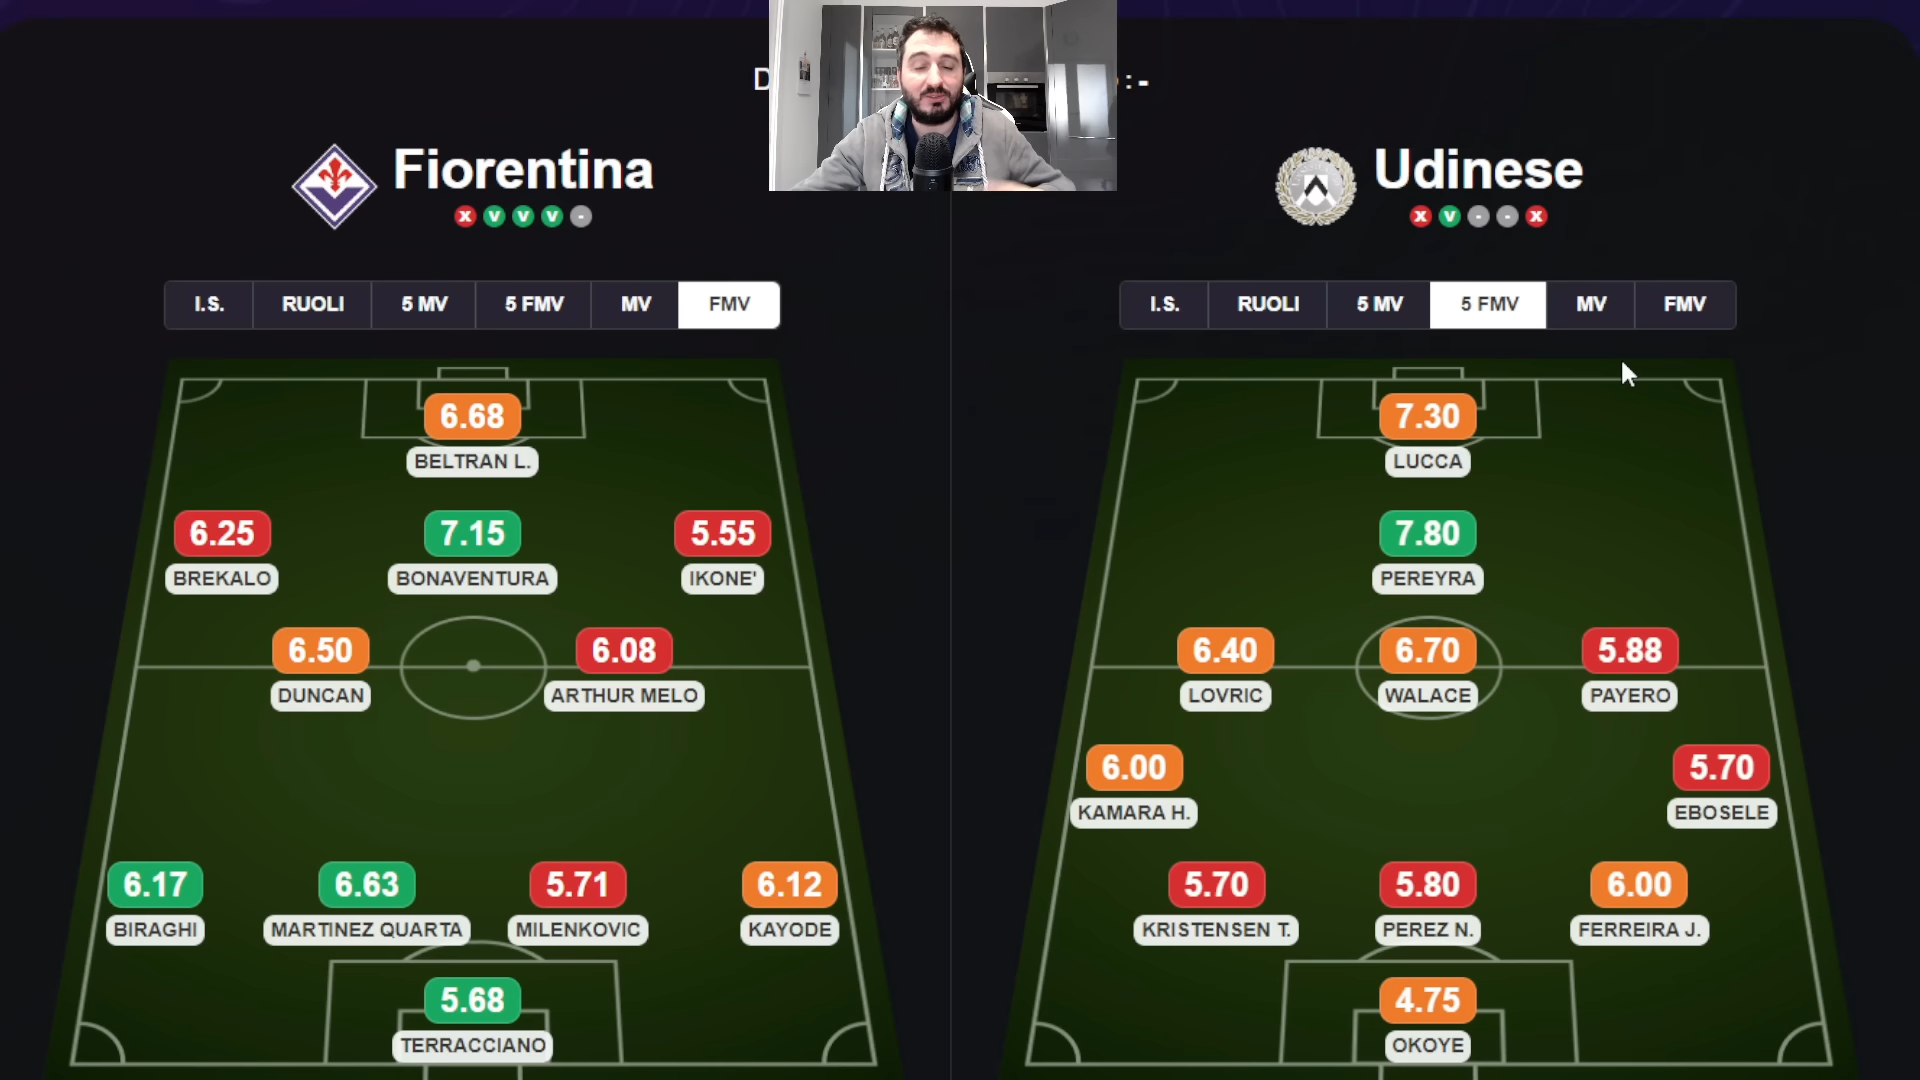 D
:-
Fiorentina
x v v v -
I.S. RUOLI 5 MV 5 FMV MV FMV
6.68
BELTRAN L.
6.25 7.15 5.55
BREKALO BONAVENTURA IKONE'
6.50 6.08
DUNCAN ARTHUR MELO
6.17 6.63 5.71 6.12
BIRAGHI MARTINEZ QUARTA MILENKOVIC KAYODE
5.68
TERRACCIANO
Udinese
x v - - x
I.S. RUOLI 5 MV 5 FMV MV FMV
7.30
LUCCA
7.80
PEREYRA
6.40 6.70 5.88
LOVRIC WALACE PAYERO
6.00 5.70
KAMARA H. EBOSELE
5.70 5.80 6.00
KRISTENSEN T. PEREZ N. FERREIRA J.
4.75
OKOYE